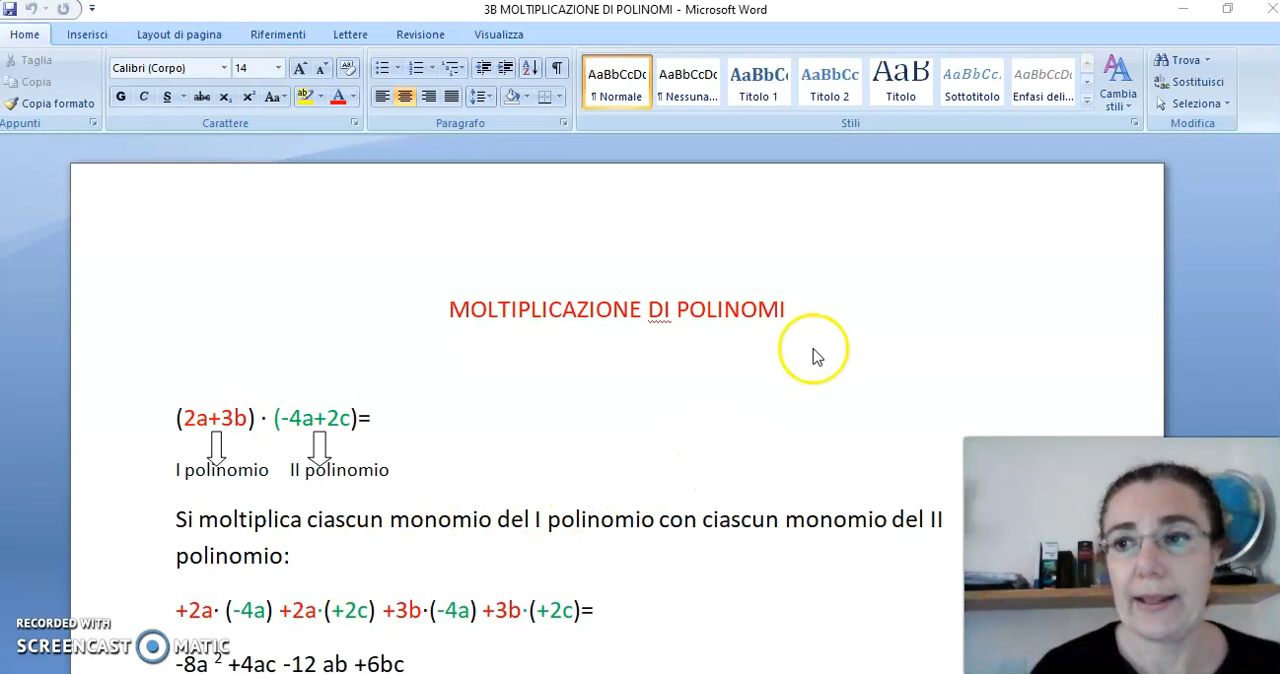 3B MOLTIPLICAZIONE DI POLINOMI - Microsoft Word
Home Inserisci Layout di pagina Riferimenti Lettere Revisione Visualizza
Taglia
Copia
Copia formato
Appunti
Calibri (Corpo) 14
G C S abc x₂ x² Aa
Carattere
Paragrafo
AaBbCcDc AaBbCcDc AaBbC AaBbCc AaB AaBbCc. AaBbCcDc
¶ Normale ¶ Nessuna... Titolo 1 Titolo 2 Titolo Sottotitolo Enfasi deli...
Stili
Cambia stili
Trova
Sostituisci
Seleziona
Modifica
MOLTIPLICAZIONE DI POLINOMI
(2a+3b) · (-4a+2c)=
I polinomio II polinomio
Si moltiplica ciascun monomio del I polinomio con ciascun monomio del II
polinomio:
+2a· (-4a) +2a·(+2c) +3b·(-4a) +3b·(+2c)=
-8a ² +4ac -12 ab +6bc
RECORDED WITH
SCREENCAST MATIC